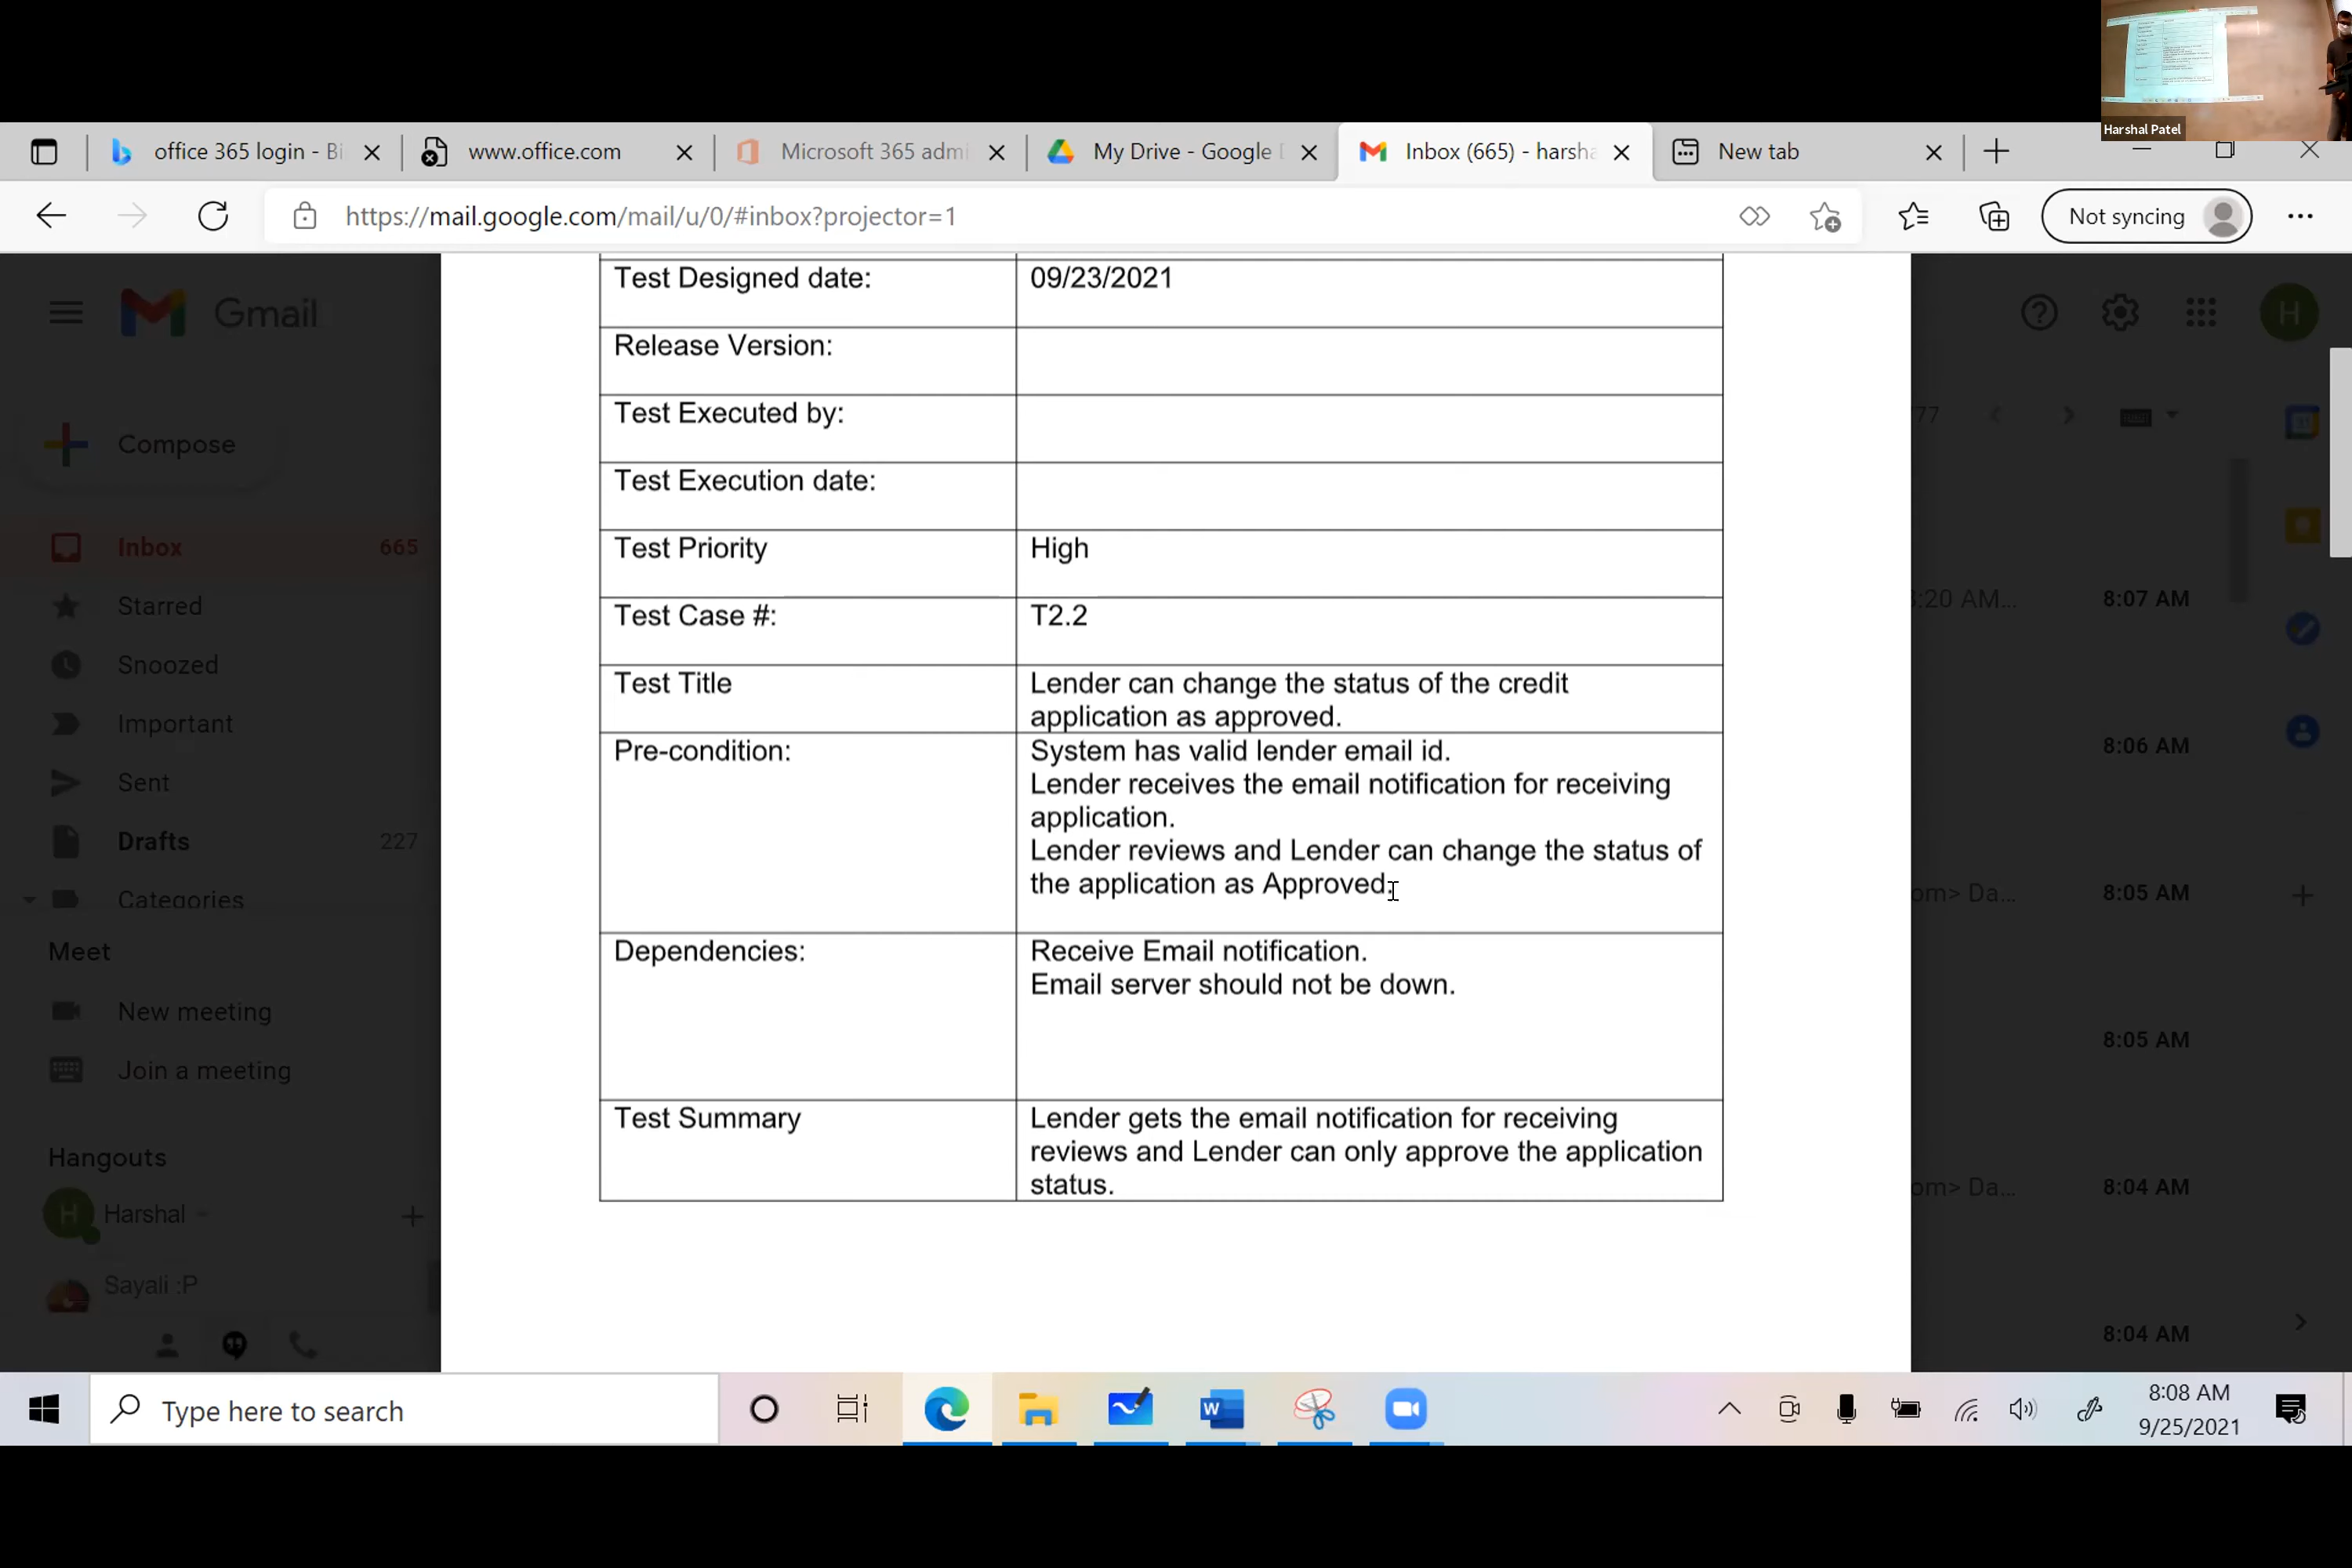 Harshal Patel
office 365 login - Bi
www.office.com
Microsoft 365 admi
My Drive - Google
Inbox (665) - harsha
New tab
https://mail.google.com/mail/u/0/#inbox?projector=1
Not syncing
Gmail
H
Compose
77
Inbox 665
Starred
Snoozed
Important
Sent
Drafts 227
Categories
Meet
New meeting
Join a meeting
Hangouts
H Harshal
Sayali :P
Test Designed date: 09/23/2021
Release Version:
Test Executed by:
Test Execution date:
Test Priority High
Test Case #: T2.2
Test Title Lender can change the status of the credit
application as approved.
Pre-condition: System has valid lender email id.
Lender receives the email notification for receiving
application.
Lender reviews and Lender can change the status of
the application as Approved.
Dependencies: Receive Email notification.
Email server should not be down.
Test Summary Lender gets the email notification for receiving
reviews and Lender can only approve the application
status.
:20 AM... 8:07 AM
8:06 AM
om> Da... 8:05 AM
8:05 AM
om> Da... 8:04 AM
8:04 AM
Type here to search
8:08 AM
9/25/2021